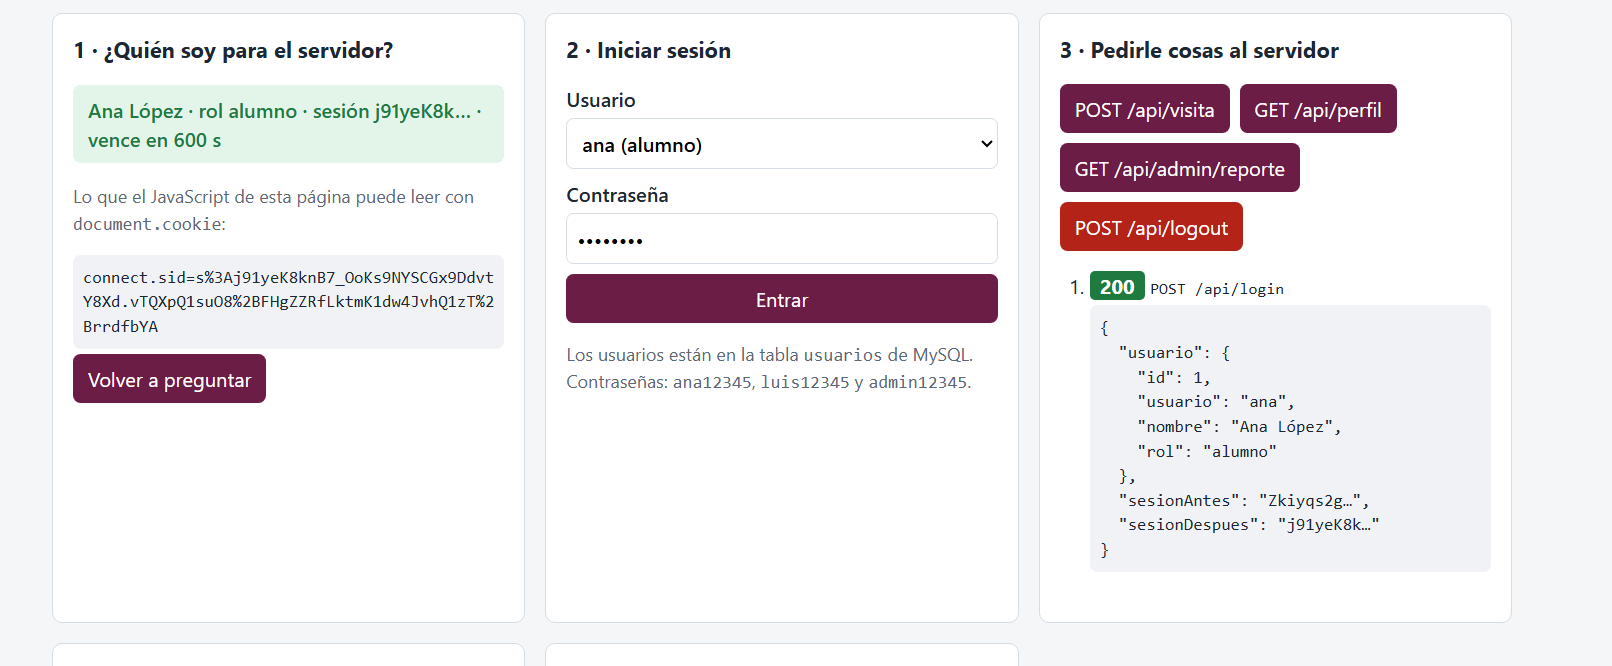 1 · ¿Quién soy para el servidor?
Ana López · rol alumno · sesión j91yeK8k… ·
vence en 600 s
Lo que el JavaScript de esta página puede leer con
document.cookie:
connect.sid=s%3Aj91yeK8knB7_OoKs9NYSCGx9Ddvt
Y8Xd.vTQXpQ1suO8%2BFHgZZRfLktmK1dw4JvhQ1zT%2
BrrdfbYA
Volver a preguntar
2 · Iniciar sesión
Usuario
ana (alumno)
Contraseña
••••••••
Entrar
Los usuarios están en la tabla usuarios de MySQL.
Contraseñas: ana12345, luis12345 y admin12345.
3 · Pedirle cosas al servidor
POST /api/visita GET /api/perfil
GET /api/admin/reporte
POST /api/logout
1. 200 POST /api/login
{
"usuario": {
"id": 1,
"usuario": "ana",
"nombre": "Ana López",
"rol": "alumno"
},
"sesionAntes": "Zkiyqs2g…",
"sesionDespues": "j91yeK8k…"
}